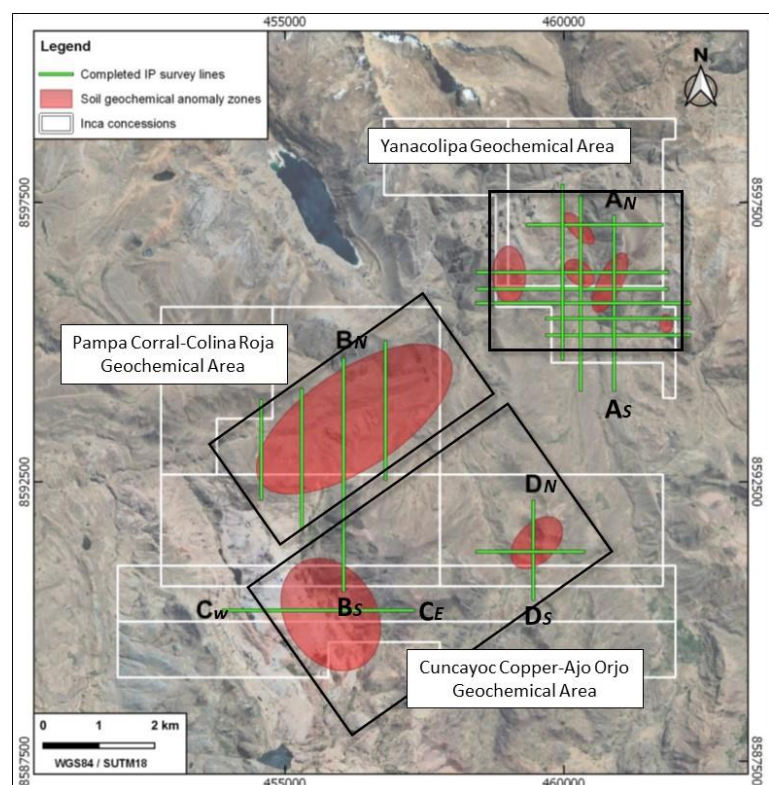 455000
460000
Legend
Completed IP survey lines
Soil geochemical anomaly zones
Inca concessions
N
Yanacolipa Geochemical Area
8597500
8597500
AN
Pampa Corral-Colina Roja
Geochemical Area
BN
AS
8592500
8592500
DN
CW
BS
CE
DS
Cuncayoc Copper-Ajo Orjo
Geochemical Area
0 1 2 km
WGS84 / SUTM18
8587500
8587500
455000
460000